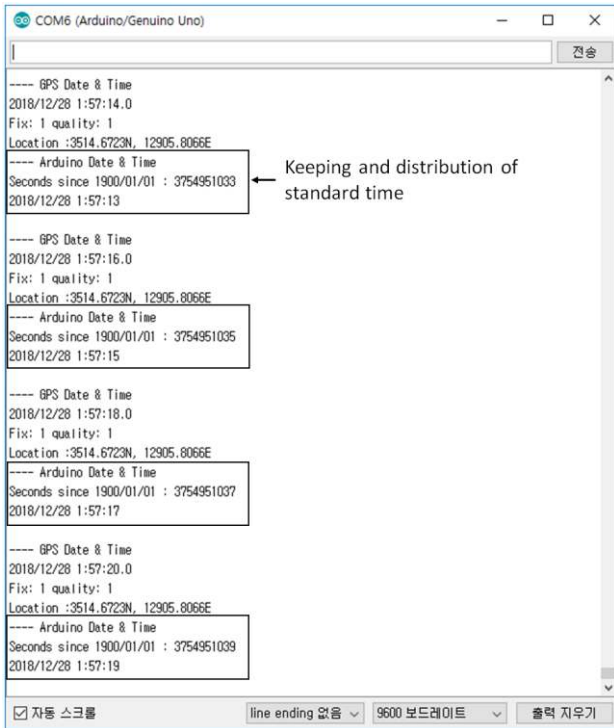 COM6 (Arduino/Genuino Uno)
전송
---- GPS Date & Time
2018/12/28 1:57:14.0
Fix: 1 quality: 1
Location :3514.6723N, 12905.8066E
---- Arduino Date & Time
Seconds since 1900/01/01 : 3754951033
2018/12/28 1:57:13
Keeping and distribution of
standard time
---- GPS Date & Time
2018/12/28 1:57:16.0
Fix: 1 quality: 1
Location :3514.6723N, 12905.8066E
---- Arduino Date & Time
Seconds since 1900/01/01 : 3754951035
2018/12/28 1:57:15
---- GPS Date & Time
2018/12/28 1:57:18.0
Fix: 1 quality: 1
Location :3514.6723N, 12905.8066E
---- Arduino Date & Time
Seconds since 1900/01/01 : 3754951037
2018/12/28 1:57:17
---- GPS Date & Time
2018/12/28 1:57:20.0
Fix: 1 quality: 1
Location :3514.6723N, 12905.8066E
---- Arduino Date & Time
Seconds since 1900/01/01 : 3754951039
2018/12/28 1:57:19
자동 스크롤
line ending 없음
9600 보드레이트
출력 지우기